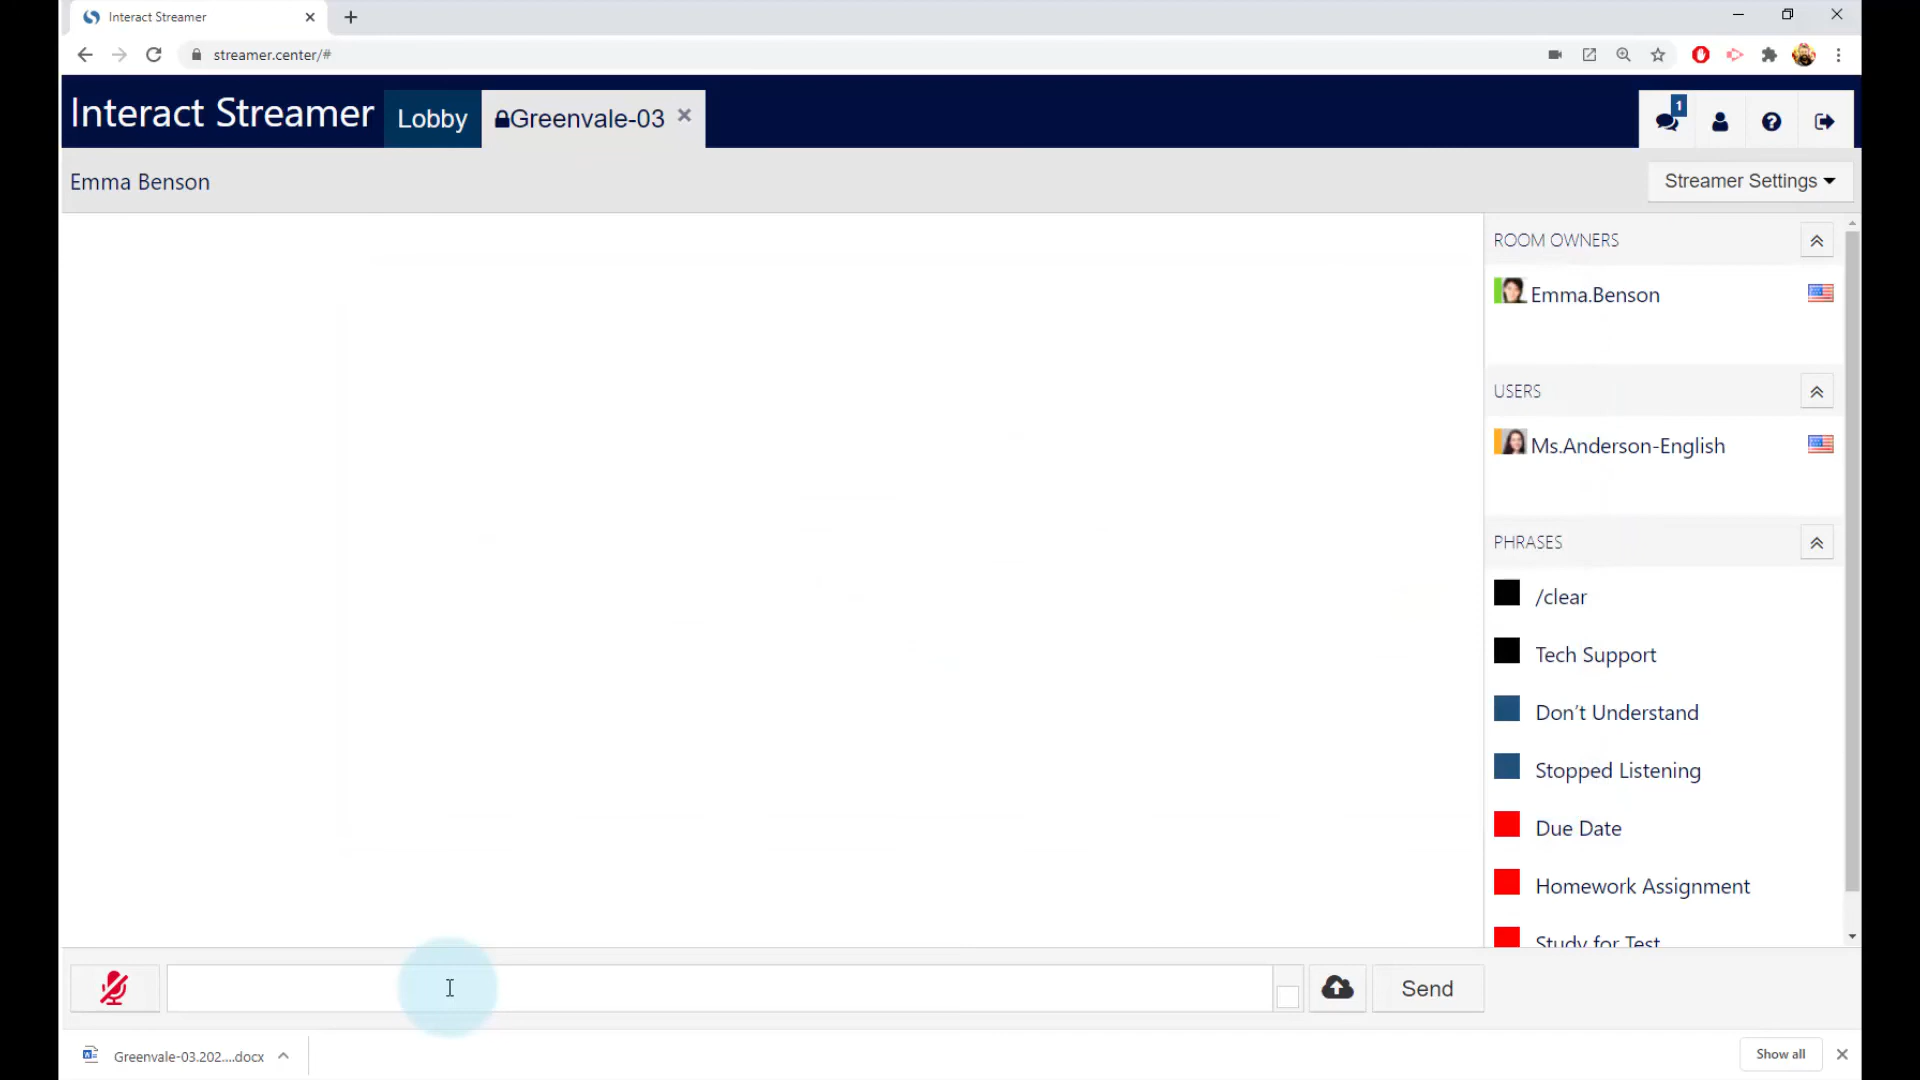 Interact Streamer
streamer.center/#
Interact Streamer
Lobby
Greenvale-03
1
Emma Benson
Streamer Settings
ROOM OWNERS
Emma.Benson
USERS
Ms.Anderson-English
PHRASES
/clear
Tech Support
Don’t Understand
Stopped Listening
Due Date
Homework Assignment
Study for Test
Send
Greenvale-03.202....docx
Show all